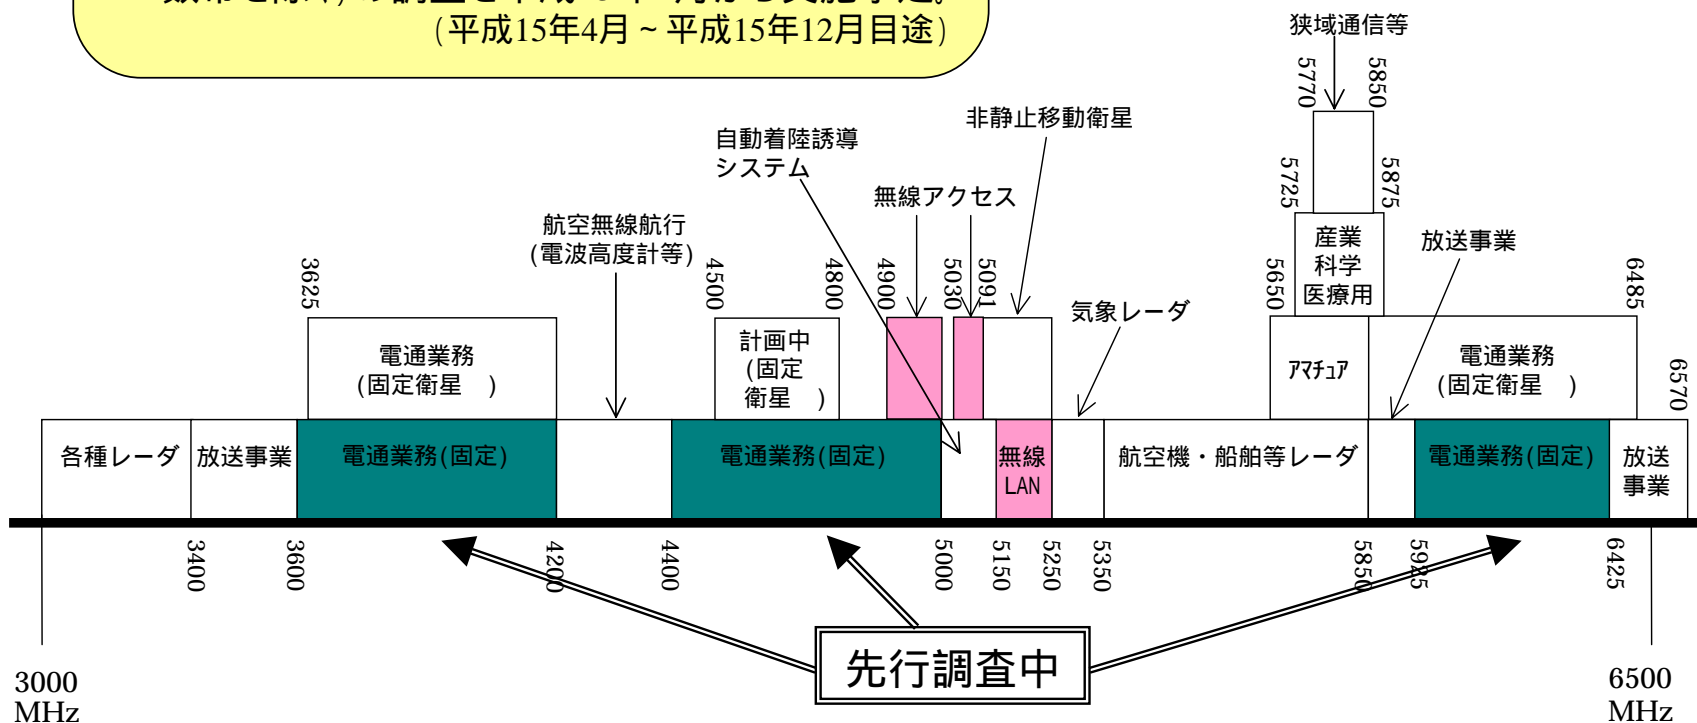 (平成15年4月~平成15年12月目途)
狭域通信等
5770
5850
非静止移動衛星
自動着陸誘導
システム
5725
5875
無線アクセス
航空無線航行
(電波高度計等)
産業
科学
医療用
放送事業
3625
4500
4800
4900
5030
5091
5650
6485
気象レーダ
電通業務
(固定衛星 )
計画中
(固定
衛星 )
アマチュア
電通業務
(固定衛星 )
6570
各種レーダ
放送事業
電通業務(固定)
電通業務(固定)
無線
LAN
航空機・船舶等レーダ
電通業務(固定)
放送
事業
3400
3600
4200
4400
5000
5150
5250
5350
5850
5925
6425
先行調査中
3000
MHz
6500
MHz